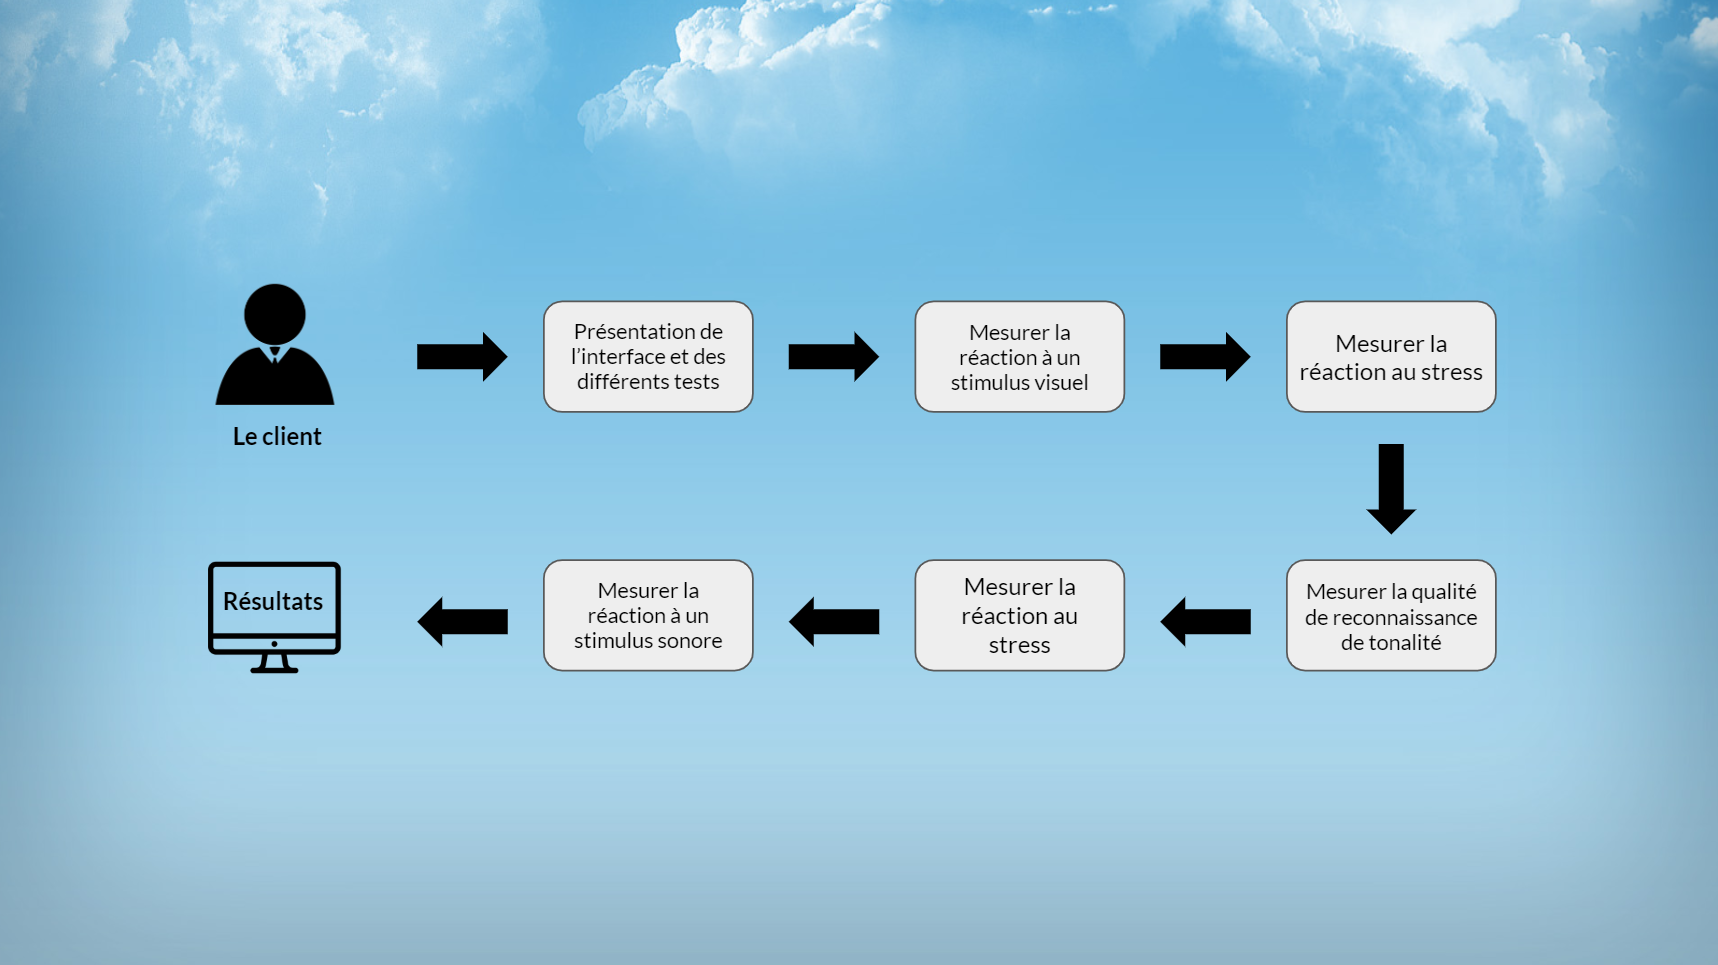 Présentation de
l’interface et des
différents tests
Mesurer la
réaction à un
stimulus visuel
Mesurer la
réaction au stress
Le client
Résultats
Mesurer la
réaction à un
stimulus sonore
Mesurer la
réaction au
stress
Mesurer la qualité
de reconnaissance
de tonalité